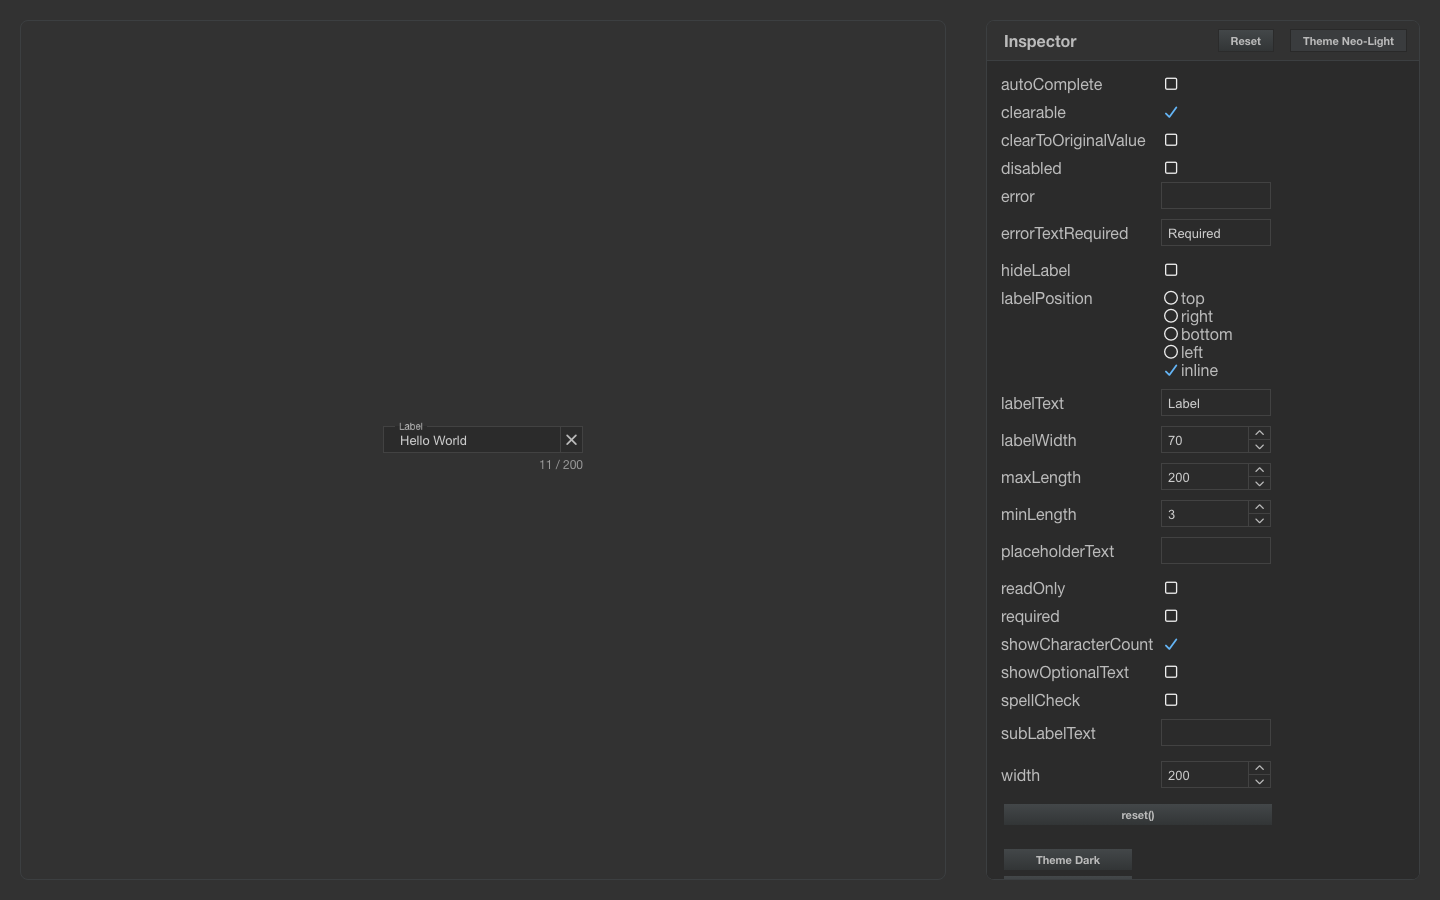 Label
Hello World
11 / 200
Inspector
Reset
Theme Neo-Light
autoComplete
clearable
clearToOriginalValue
disabled
error
errorTextRequired
Required
hideLabel
labelPosition
top
right
bottom
left
inline
labelText
Label
labelWidth
70
maxLength
200
minLength
3
placeholderText
readOnly
required
showCharacterCount
showOptionalText
spellCheck
subLabelText
width
200
reset()
Theme Dark